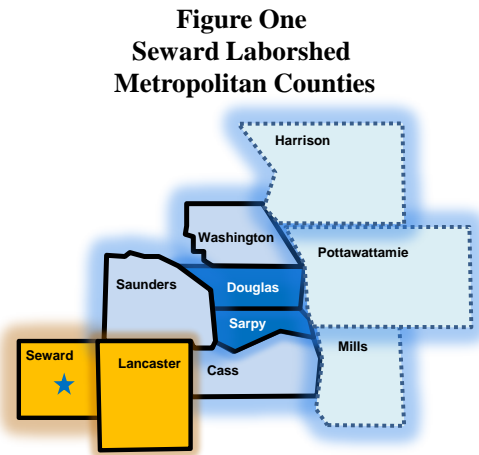 Figure One
Seward Laborshed
Metropolitan Counties
Harrison
Washington
Pottawattamie
Saunders
Douglas
Sarpy
Seward
Lancaster
Mills
Cass